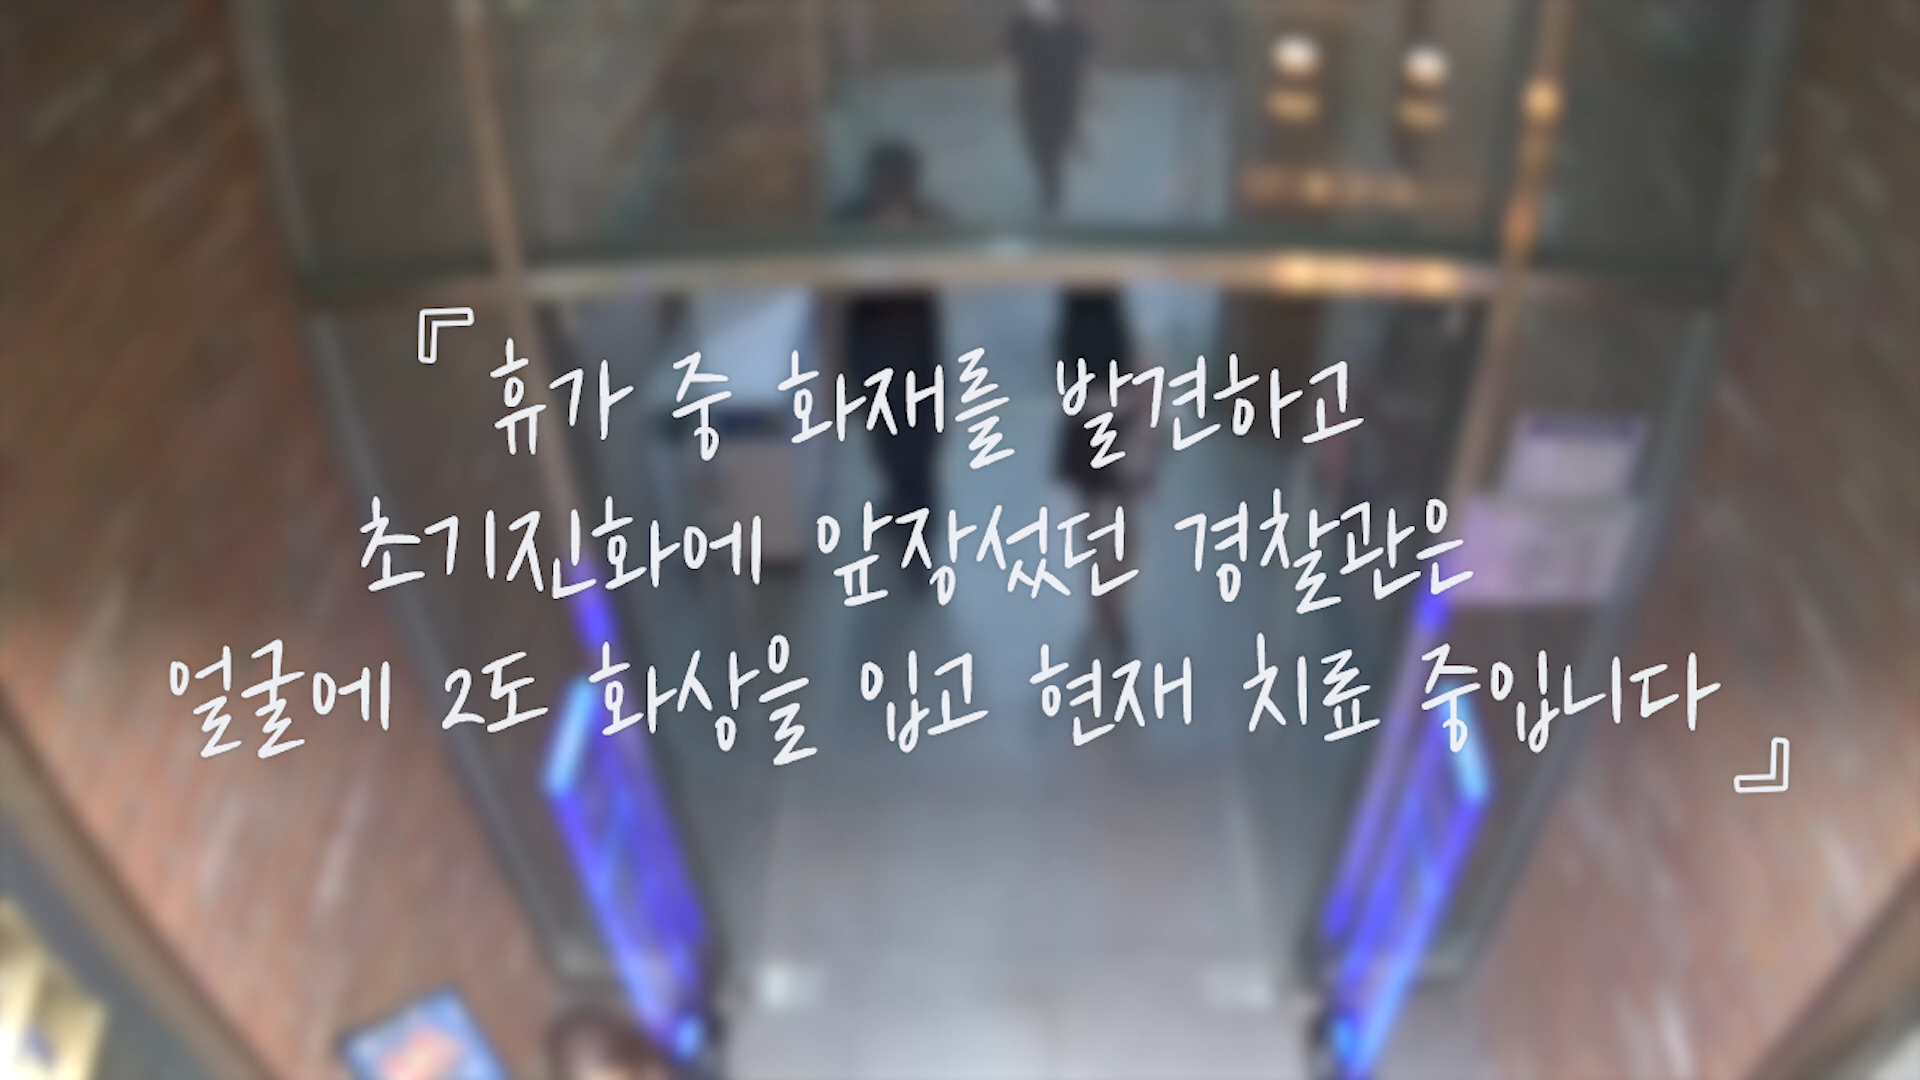 『휴가 중 화재를 발견하고
초기진화에 앞장섰던 경찰관은
얼굴에 2도 화상을 입고 현재 치료 중입니다』